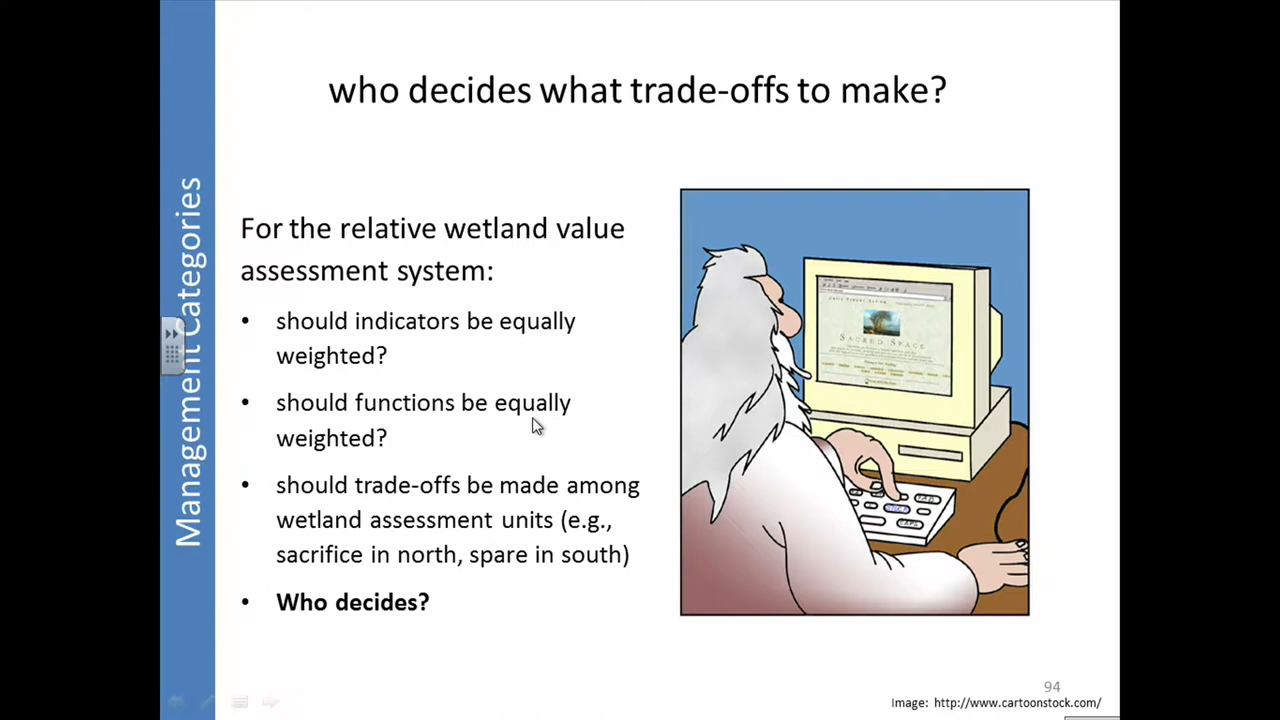 who decides what trade-offs to make?
Management Categories
For the relative wetland value
assessment system:
• should indicators be equally
weighted?
• should functions be equally
weighted?
• should trade-offs be made among
wetland assessment units (e.g.,
sacrifice in north, spare in south)
• Who decides?
SACRED SPACE
94
Image: http://www.cartoonstock.com/